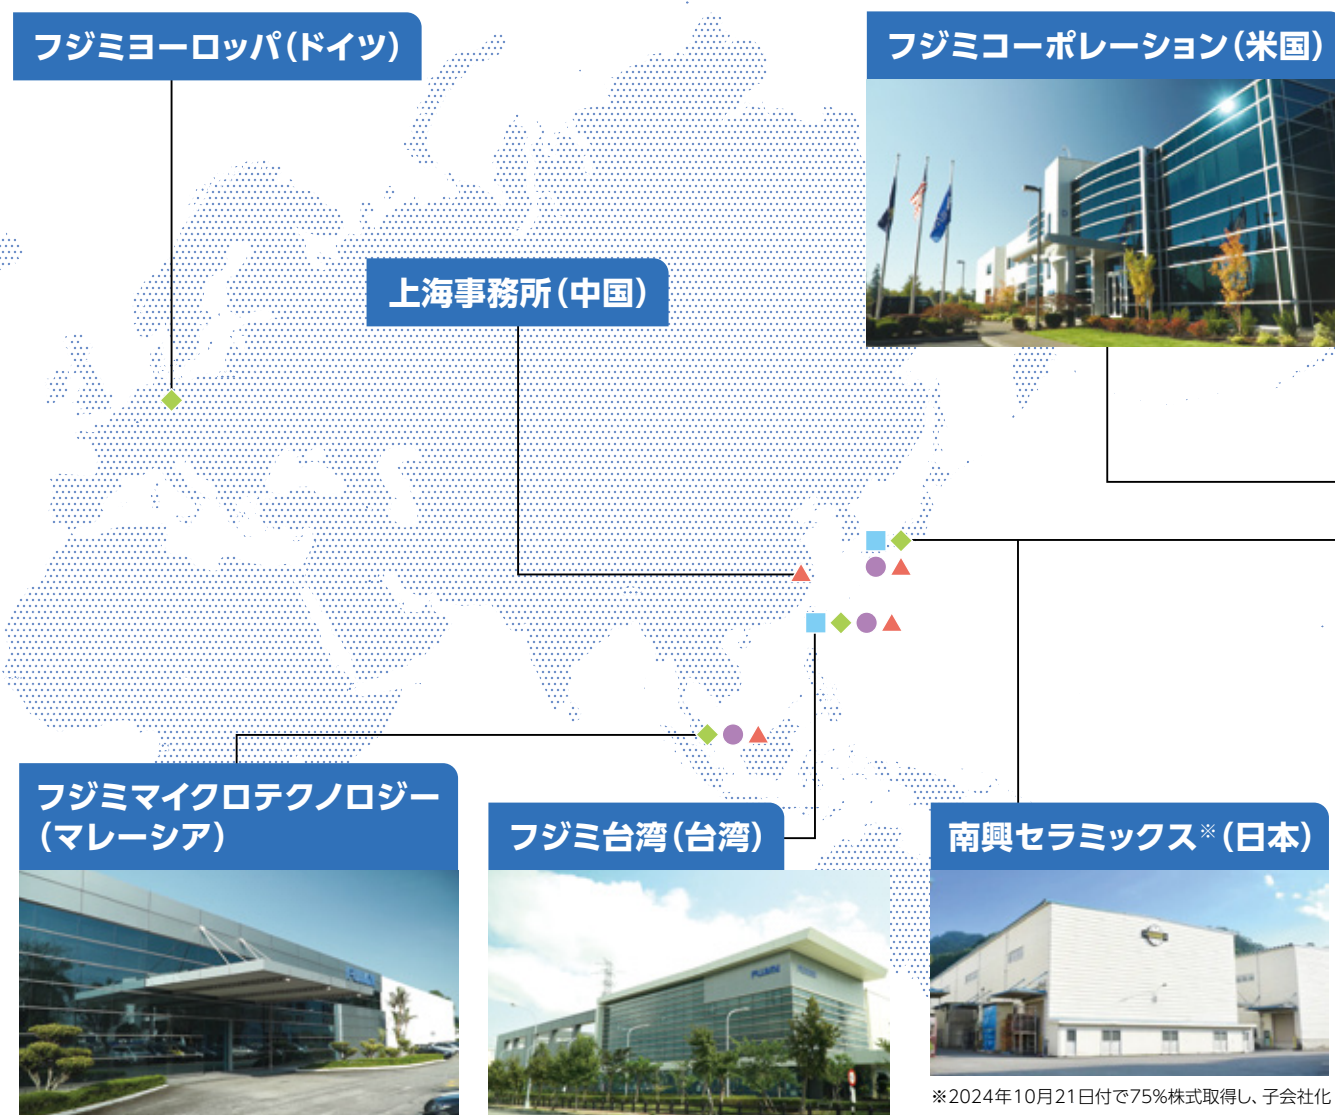 フジミヨーロッパ（ドイツ）
フジミコーポレーション（米国）
上海事務所（中国）
フジミマイクロテクノロジー
（マレーシア）
フジミ台湾（台湾）
南興セラミックス※（日本）
FUJIMI
FUJIMI
※2024年10月21日付で75%株式取得し、子会社化